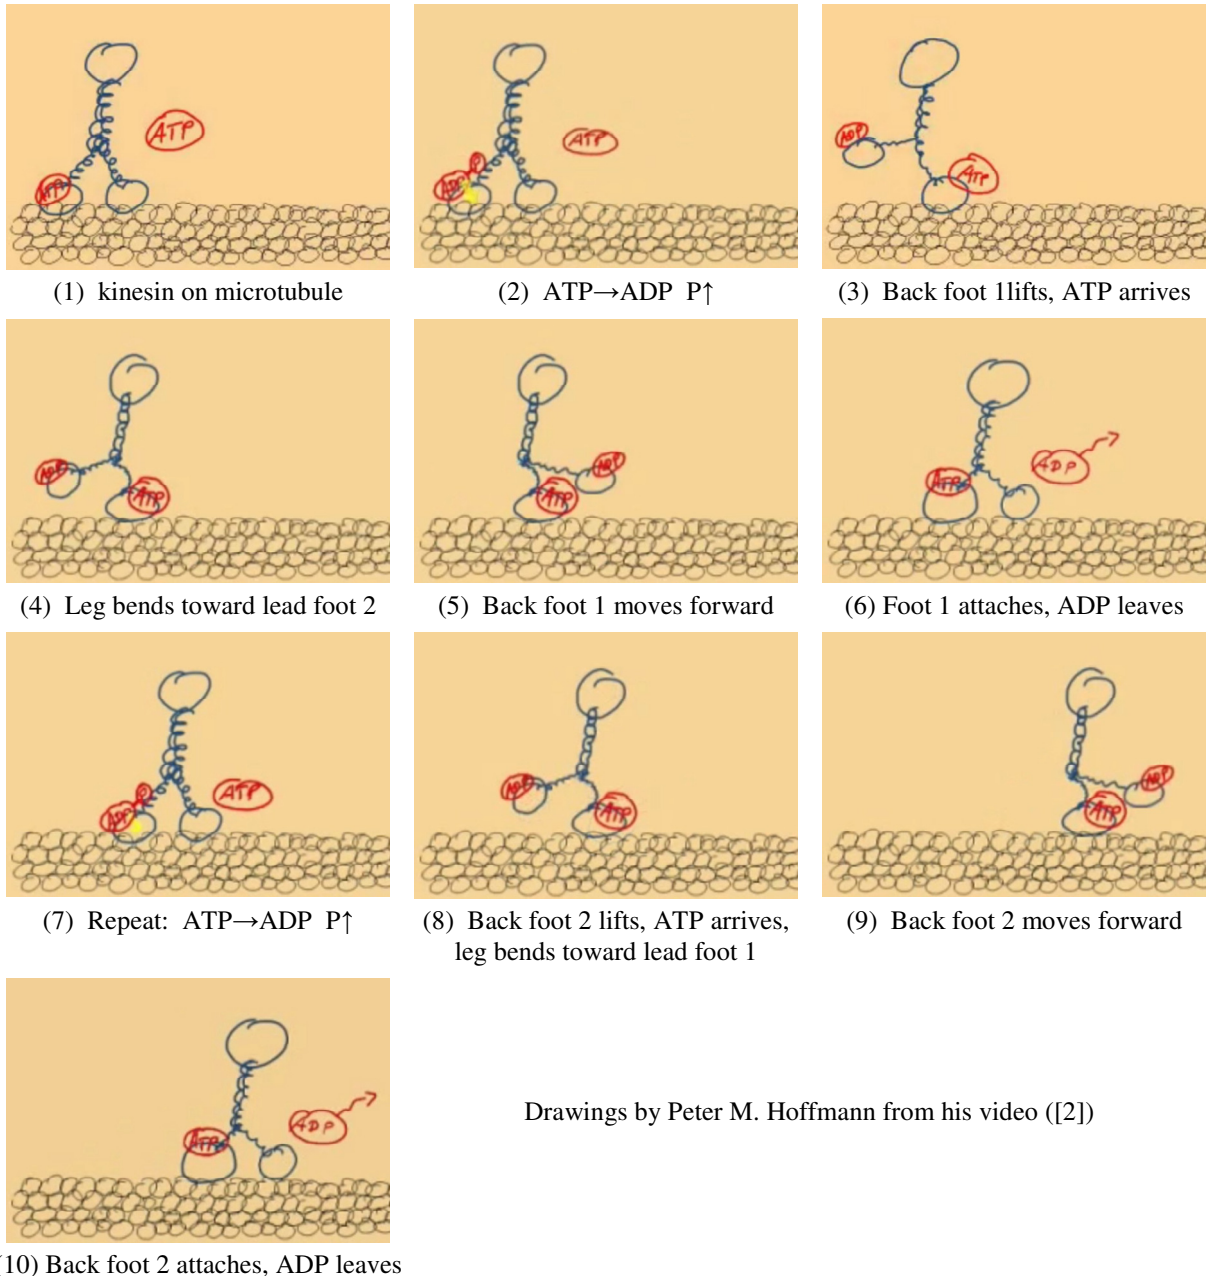 ATP
ATP
ATP
ADP P
ADP
ATP
(1) kinesin on microtubule
(2) ATP→ADP P↑
(3) Back foot 1lifts, ATP arrives
ADP
ATP
ADP
ATP
ATP
ADP
(4) Leg bends toward lead foot 2
(5) Back foot 1 moves forward
(6) Foot 1 attaches, ADP leaves
ADP P
ATP
ADP
ATP
ADP
ATP
(7) Repeat: ATP→ADP P↑
(8) Back foot 2 lifts, ATP arrives,
leg bends toward lead foot 1
(9) Back foot 2 moves forward
ATP
ADP
Drawings by Peter M. Hoffmann from his video ([2])
(10) Back foot 2 attaches, ADP leaves